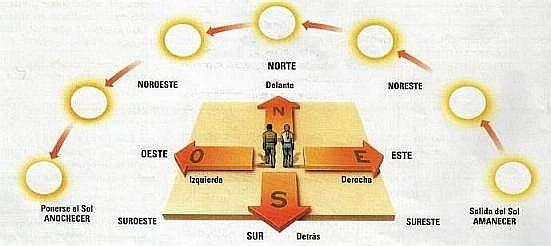 NORTE
NOROESTE
Delante
NORESTE
N
OESTE
O
E
ESTE
Izquierda
Derecha
S
Ponerse el Sol
ANOCHECER
Salida del Sol
AMANECER
SUROESTE
SURESTE
SUR
Detrás